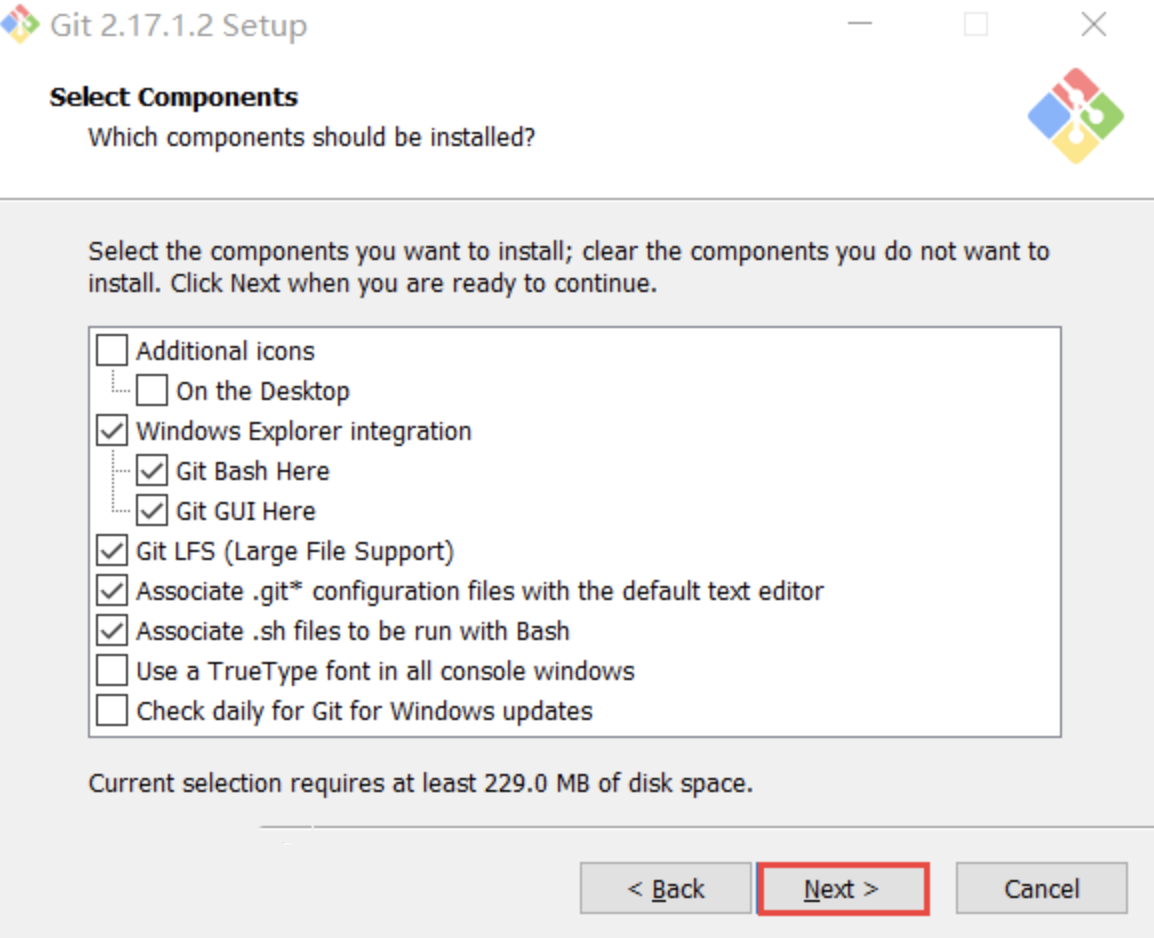 Git 2.17.1.2 Setup
Select Components
Which components should be installed?
Select the components you want to install; clear the components you do not want to
install. Click Next when you are ready to continue.
Additional icons
On the Desktop
Windows Explorer integration
Git Bash Here
Git GUI Here
Git LFS (Large File Support)
Associate .git* configuration files with the default text editor
Associate .sh files to be run with Bash
Use a TrueType font in all console windows
Check daily for Git for Windows updates
Current selection requires at least 229.0 MB of disk space.
< Back Next > Cancel